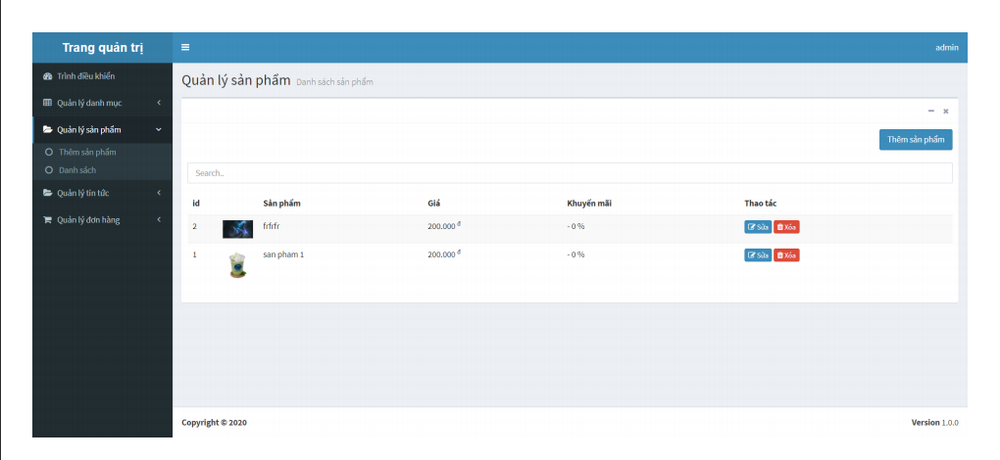 Trang quản trị
admin
Trình điều khiển
Quản lý danh mục
Quản lý sản phẩm
Thêm sản phẩm
Danh sách
Quản lý tin tức
Quản lý đơn hàng
Quản lý sản phẩm Danh sách sản phẩm
Thêm sản phẩm
Search..
id Sản phẩm Giá Khuyến mãi Thao tác
2 frfrfr 200.000 đ - 0 % Sửa Xóa
1 san pham 1 200.000 đ - 0 % Sửa Xóa
Copyright © 2020
Version 1.0.0